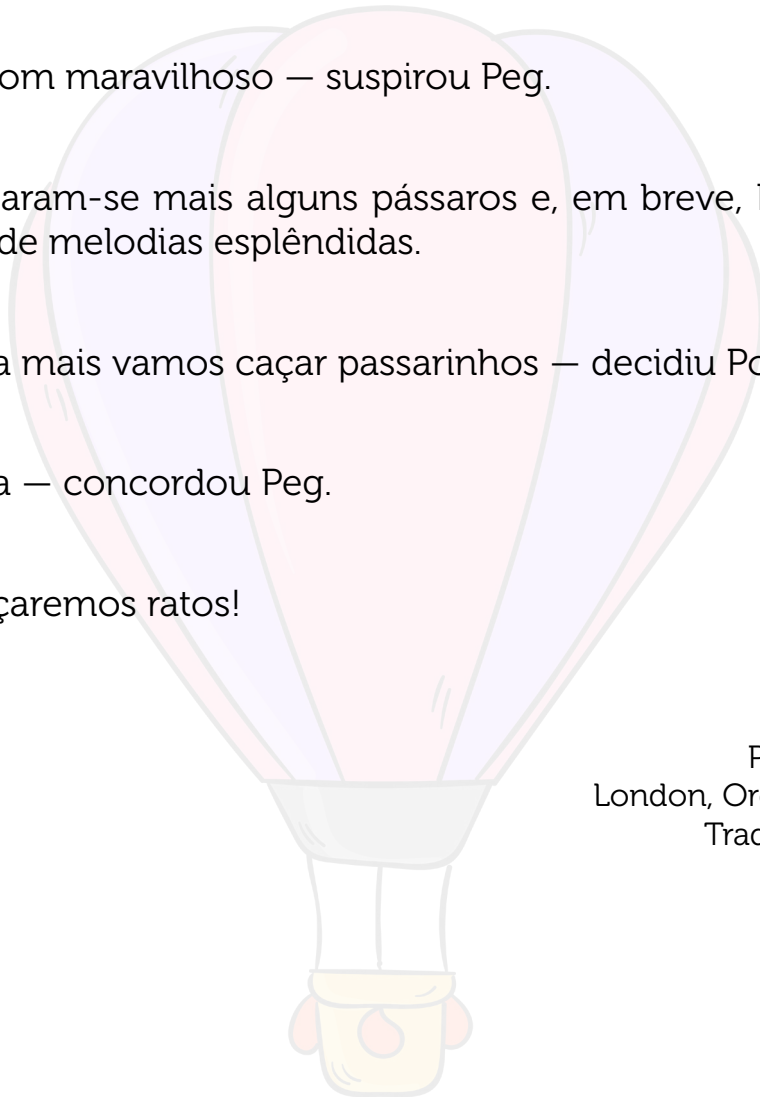 om maravilhoso — suspirou Peg.
aram-se mais alguns pássaros e, em breve,
de melodias esplêndidas.
a mais vamos caçar passarinhos — decidiu Po
a — concordou Peg.
çaremos ratos!
P
London, Or
Trad